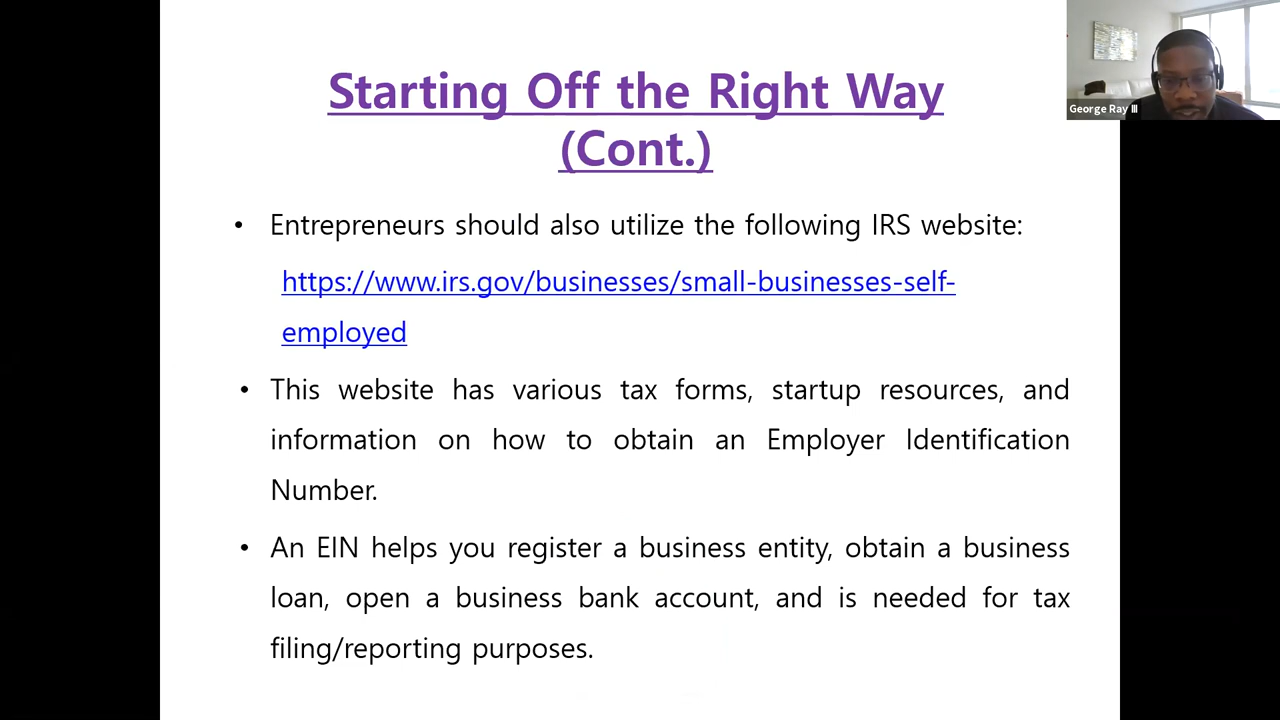 Starting Off the Right Way
(Cont.)
George Ray III
• Entrepreneurs should also utilize the following IRS website:
https://www.irs.gov/businesses/small-businesses-self-
employed
• This website has various tax forms, startup resources, and
information on how to obtain an Employer Identification
Number.
• An EIN helps you register a business entity, obtain a business
loan, open a business bank account, and is needed for tax
filing/reporting purposes.